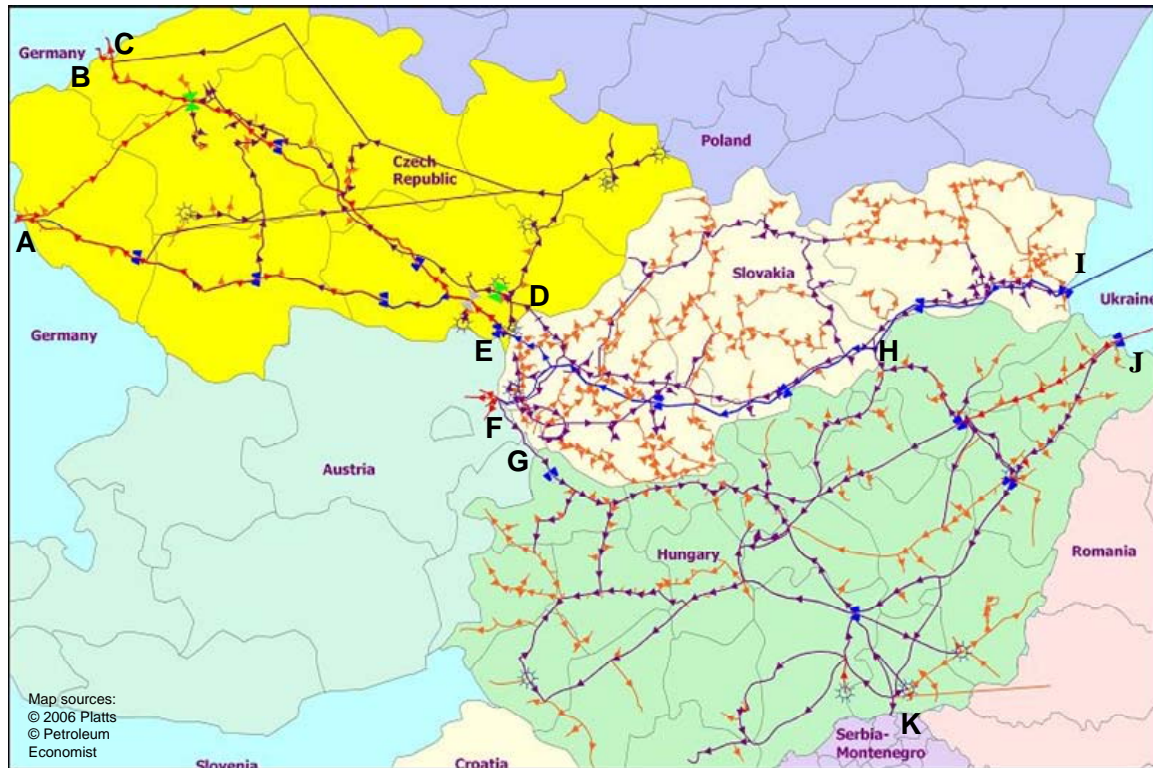 C
Germany
B
Poland
Czech
Republic
A
I
Slovakia
D
Ukraine
Germany
E
H
J
F
G
Austria
Hungary
Romania
Map sources:
© 2006 Platts
© Petroleum
Economist
K
Serbia-
Montenegro
Slovenia
Croatia